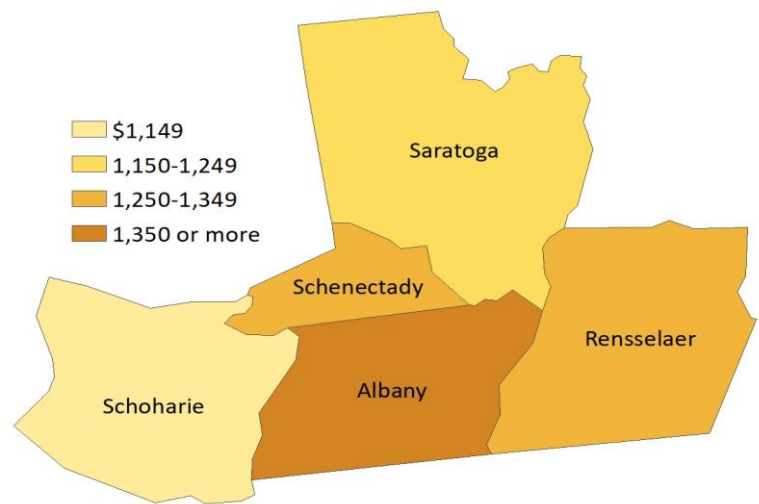 $1,149
1,150-1,249
1,250-1,349
1,350 or more
Saratoga
Schenectady
Rensselaer
Albany
Schoharie